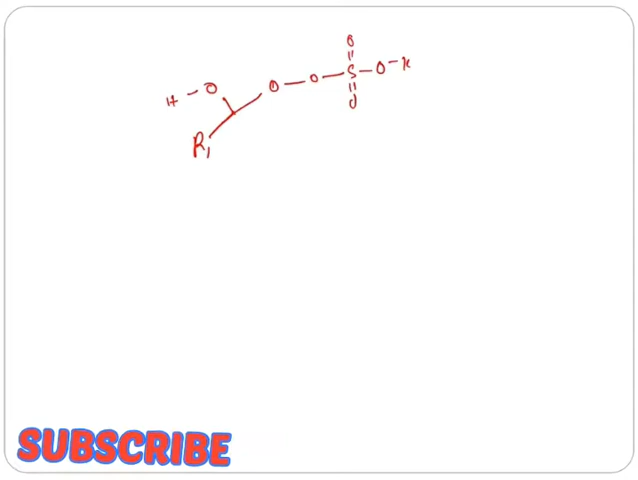 O
H - O O - O - S - O - H
O
R1
SUBSCRIBE